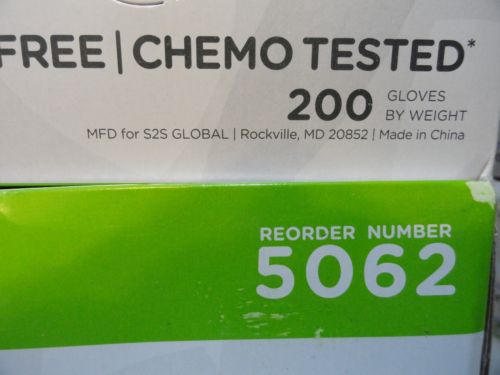 FREE | CHEMO TESTED*
200 GLOVES BY WEIGHT
MFD for S2S GLOBAL | Rockville, MD 20852 | Made in China
REORDER NUMBER
5062